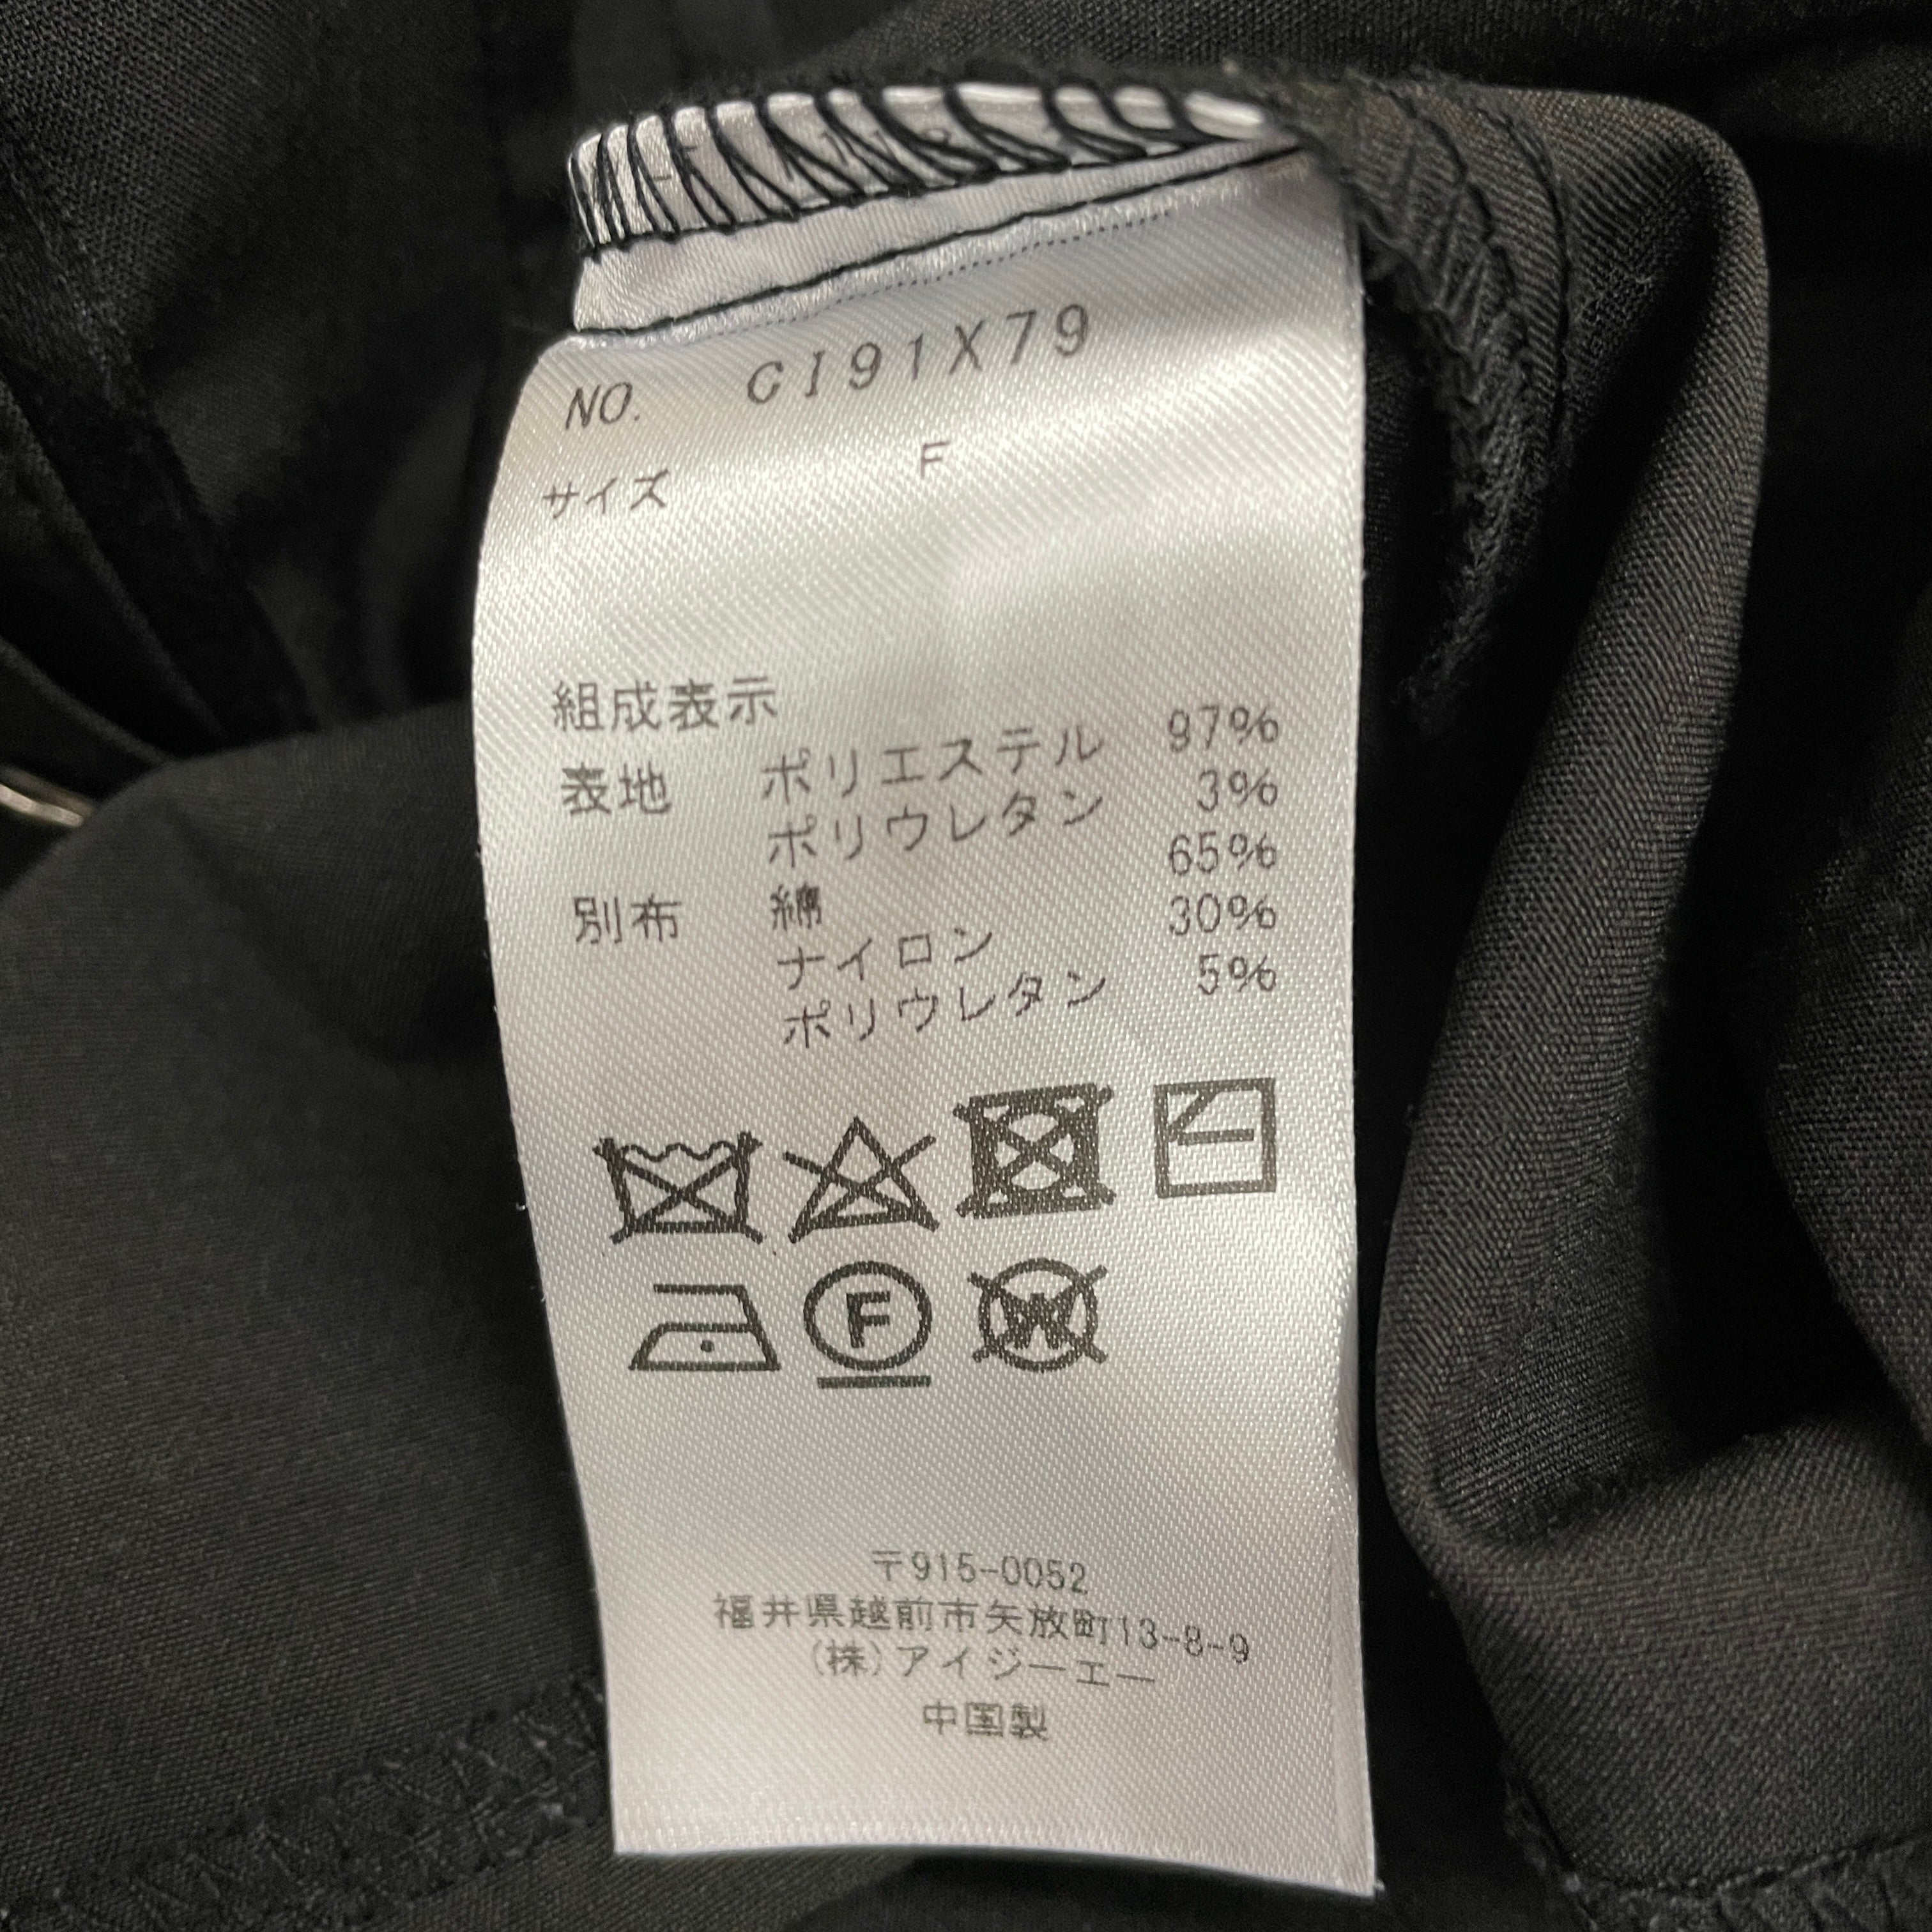 NO. CI91X79
サイズ F
組成表示
表地 ポリエステル 97%
ポリウレタン 3%
別布 綿 65%
ナイロン 30%
ポリウレタン 5%
F
W
〒915-0052
福井県越前市矢放町13-8-9
(株)アイジーエー
中国製